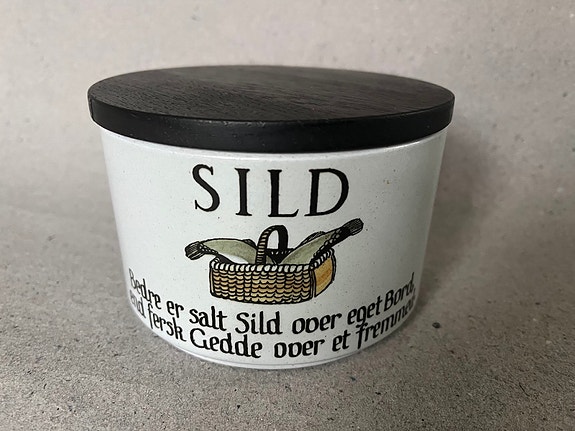 SILD
Bedre er salt Sild over eget Bord,
end fersk Gedde over et fremmed